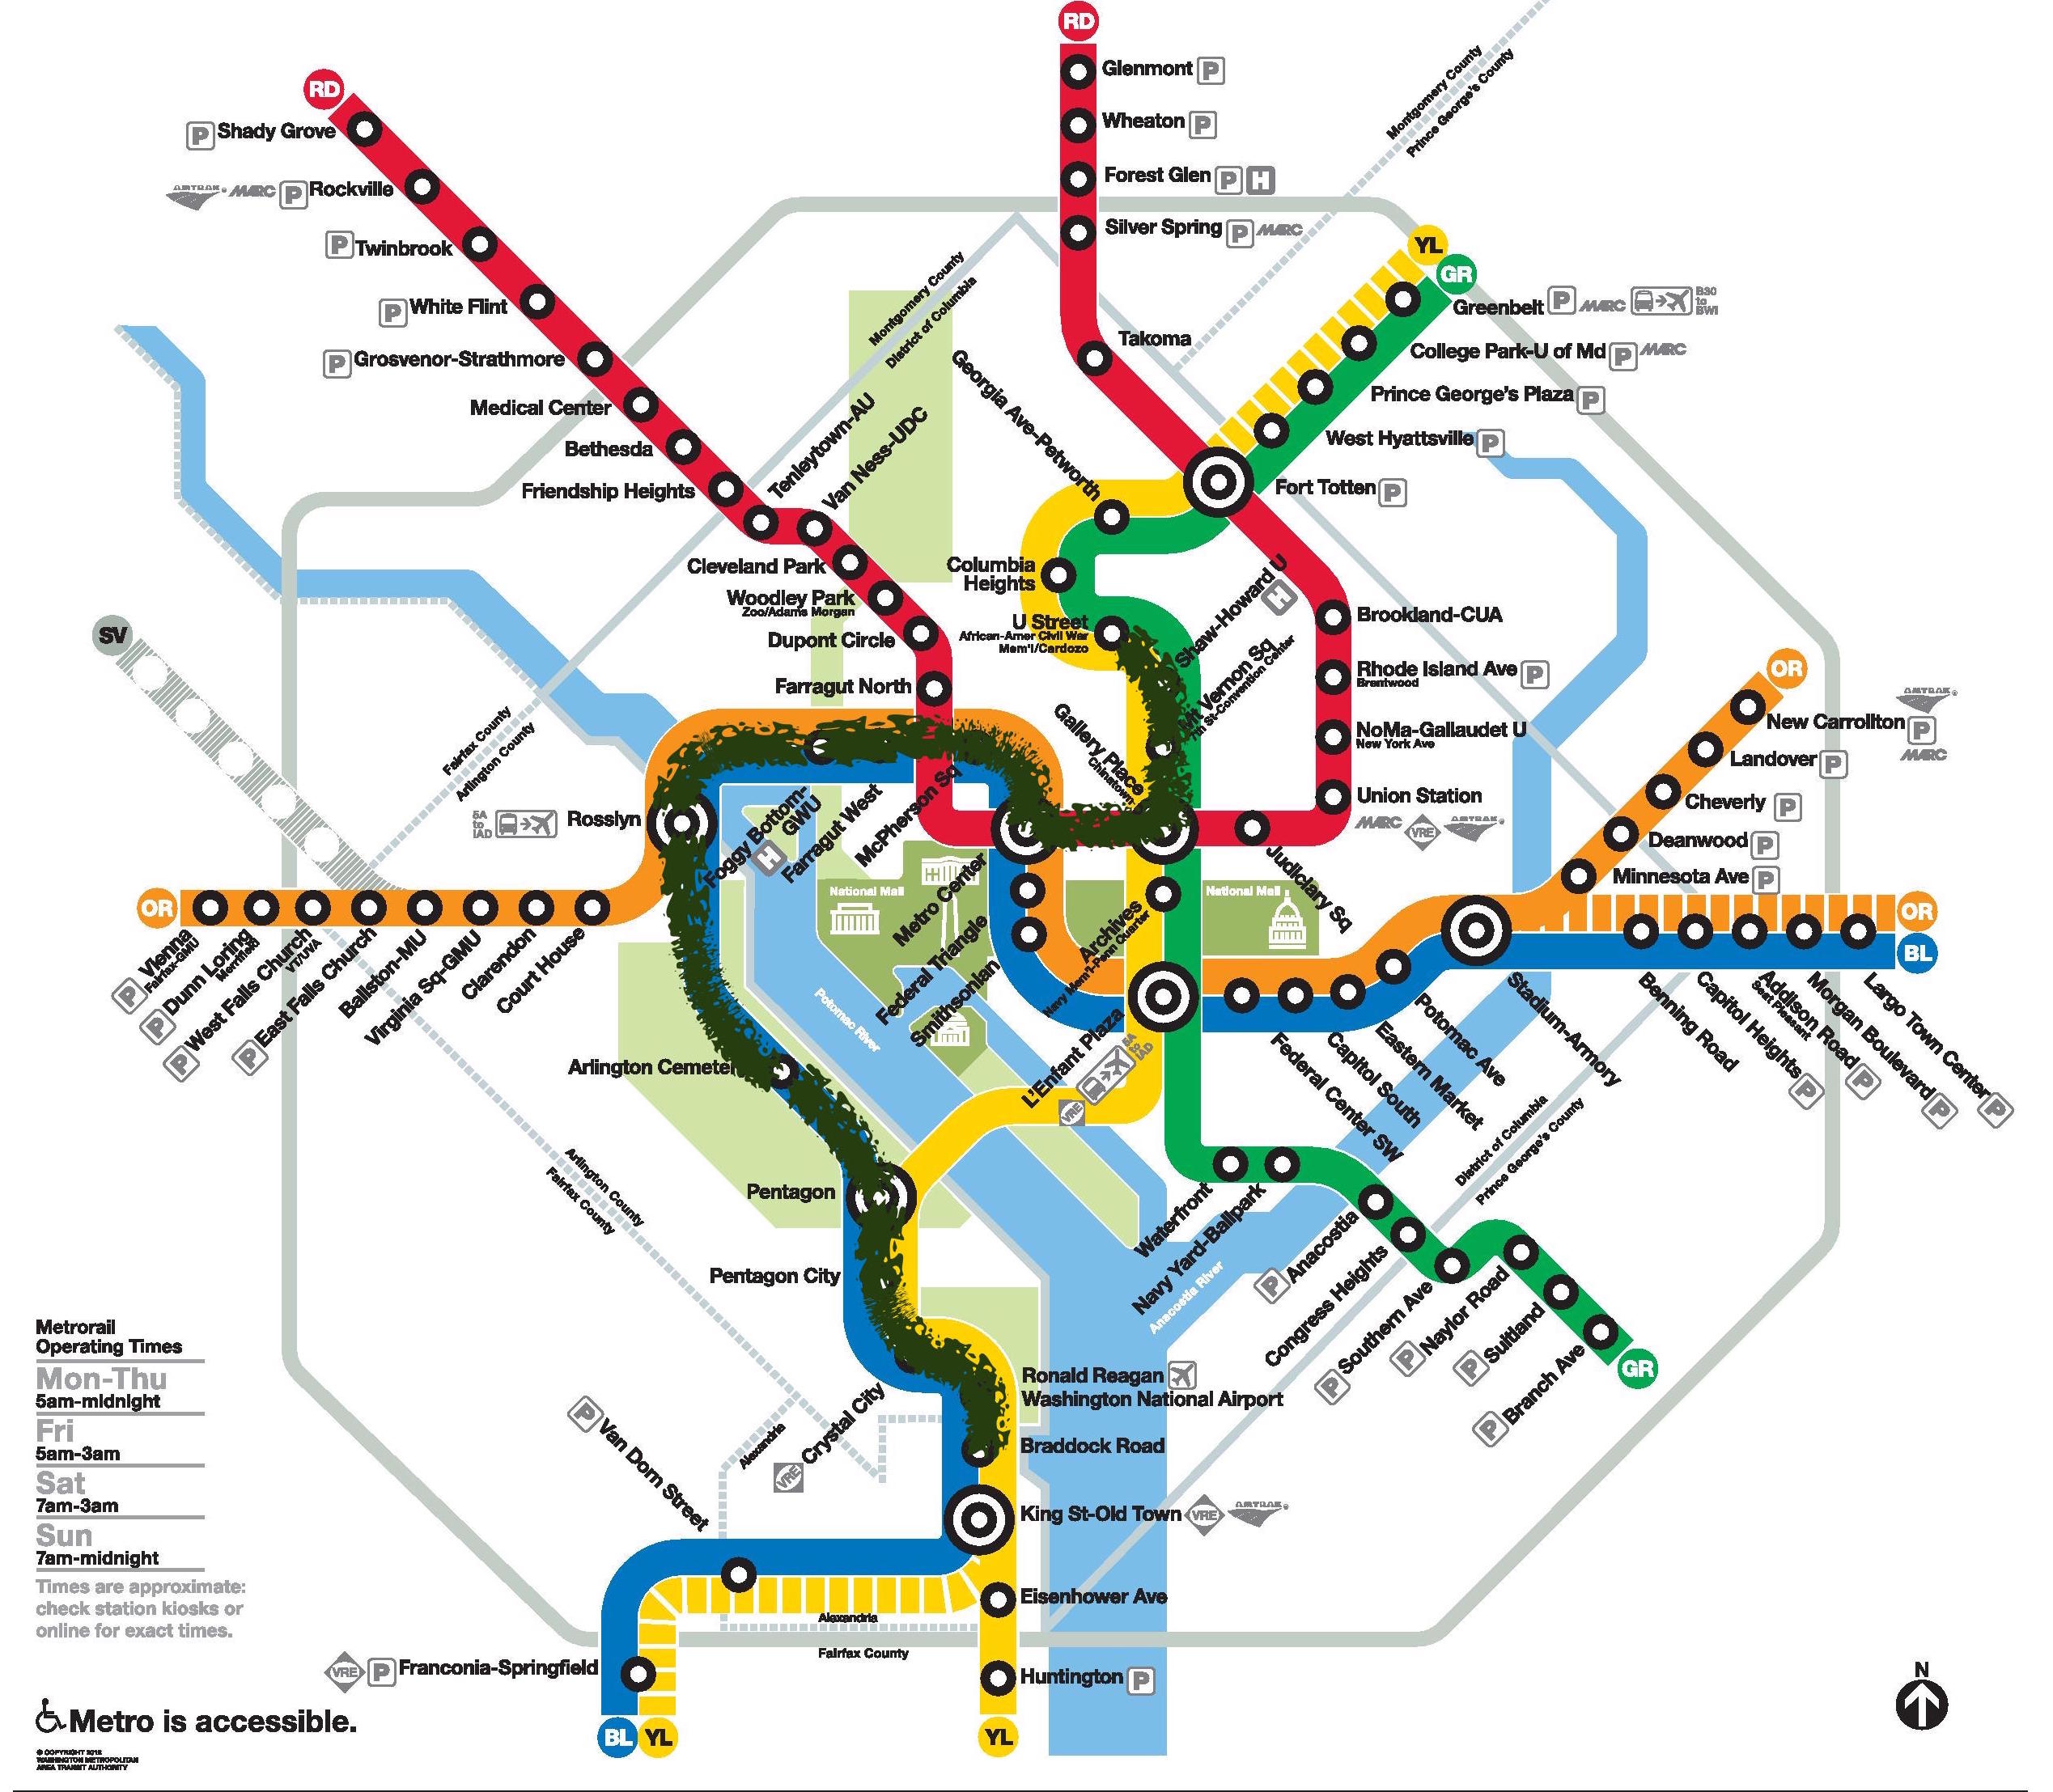 RD
Glenmont P
Wheaton P
Forest Glen P H
Silver Spring P MARC
Takoma
RD
P Shady Grove
AMTRAK MARC P Rockville
P Twinbrook
P White Flint
P Grosvenor-Strathmore
Medical Center
Bethesda
Friendship Heights
Tenleytown-AU
Van Ness-UDC
Cleveland Park
Woodley Park
Zoo/Adams Morgan
Dupont Circle
Farragut North
Montgomery County
District of Columbia
Montgomery County
Prince George's County
YL
GR
Greenbelt P MARC B30
to
BWI
College Park-U of Md P MARC
Prince George's Plaza P
West Hyattsville P
Fort Totten P
Georgia Ave-Petworth
Columbia
Heights
U Street
African-Amer Civil War
Mem'l/Cardozo
Shaw-Howard U
H
Mt Vernon Sq
7th St-Convention Center
Gallery Place
Chinatown
Brookland-CUA
Rhode Island Ave P
Brentwood
NoMa-Gallaudet U
New York Ave
Union Station
MARC VRE AMTRAK
Judiciary Sq
OR
New Carrollton P
AMTRAK
MARC
Landover P
Cheverly P
Deanwood P
Minnesota Ave P
OR
BL
SV
Fairfax County
Arlington County
5A
to
IAD
Rosslyn
Foggy Bottom-
GWU
H
Farragut West
McPherson Sq
Metro Center
Federal Triangle
Smithsonian
National Mall
National Mall
Archives
Navy Mem'l-Penn Quarter
L'Enfant Plaza
5A
to
IAD
VRE
OR
P Vienna
Fairfax-GMU
P Dunn Loring
Merrifield
P West Falls Church
VT/UVA
P East Falls Church
Ballston-MU
Virginia Sq-GMU
Clarendon
Court House
Potomac River
Federal Center SW
Capitol South
Eastern Market
Potomac Ave
Stadium-Armory
Benning Road
Capitol Heights P
Addison Road P
Seat Pleasant
Morgan Boulevard P
Largo Town Center P
District of Columbia
Prince George's County
Arlington Cemete
Arlington County
Fairfax County
Pentagon
Pentagon City
Waterfront
Navy Yard-Ballpark
Anacostia River
P Anacostia
Congress Heights
P Southern Ave
P Naylor Road
P Suitland
P Branch Ave
GR
Ronald Reagan
Washington National Airport
VRE Crystal City
Alexandria
P Van Dorn Street
Braddock Road
King St-Old Town VRE AMTRAK
Eisenhower Ave
Alexandria
Fairfax County
VRE P Franconia-Springfield
Huntington P
BL
YL
YL
Metrorail
Operating Times
Mon-Thu
5am-midnight
Fri
5am-3am
Sat
7am-3am
Sun
7am-midnight
Times are approximate:
check station kiosks or
online for exact times.
Metro is accessible.
© COPYRIGHT 2012
WASHINGTON METROPOLITAN
AREA TRANSIT AUTHORITY
N